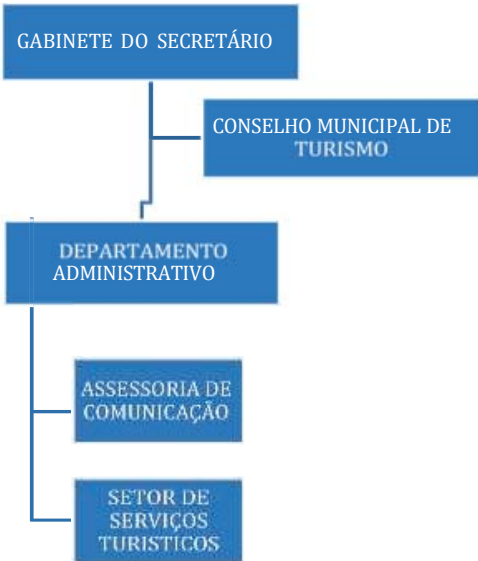 GABINETE DO SECRETÁRIO
CONSELHO MUNICIPAL DE
TURISMO
DEPARTAMENTO
ADMINISTRATIVO
ASSESSORIA DE
COMUNICAÇÃO
SETOR DE
SERVIÇOS
TURISTICOS